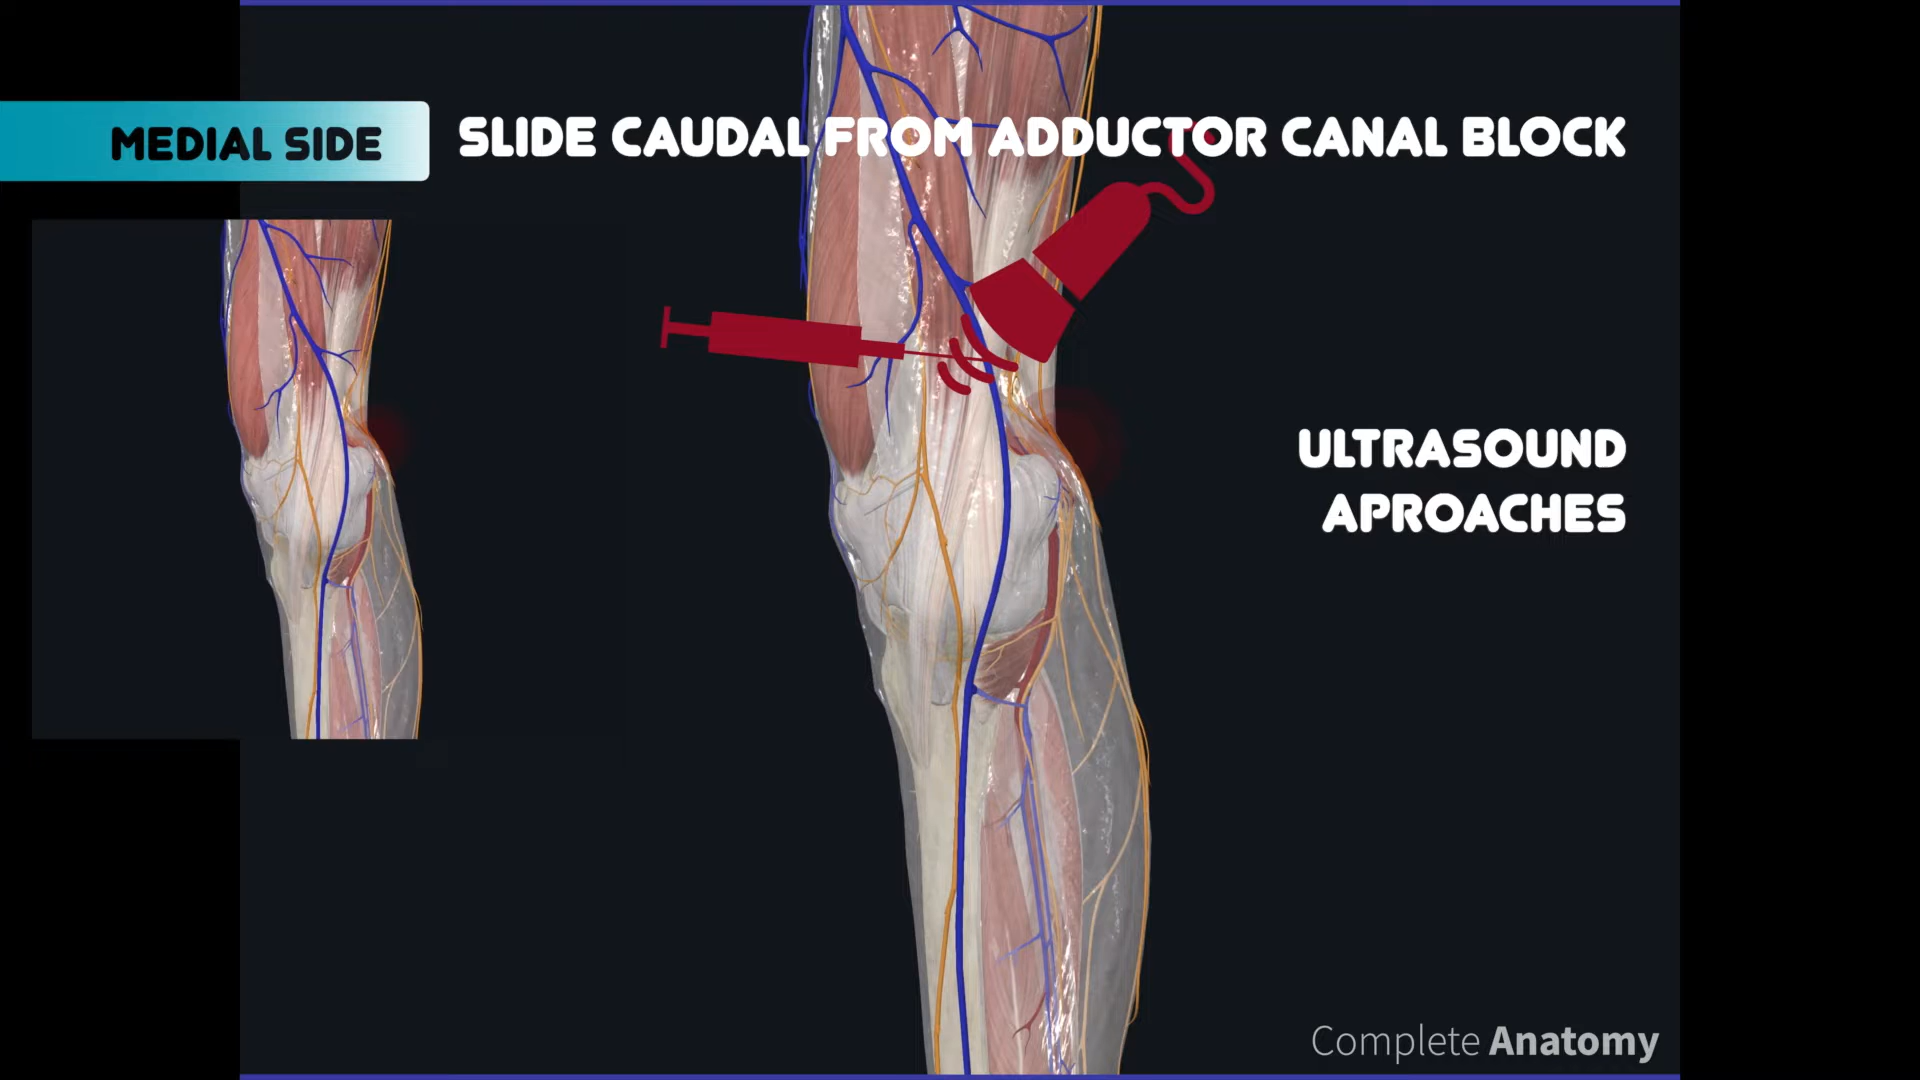 MEDIAL SIDE
SLIDE CAUDAL FROM ADDUCTOR CANAL BLOCK
ULTRASOUND
APROACHES
Complete Anatomy